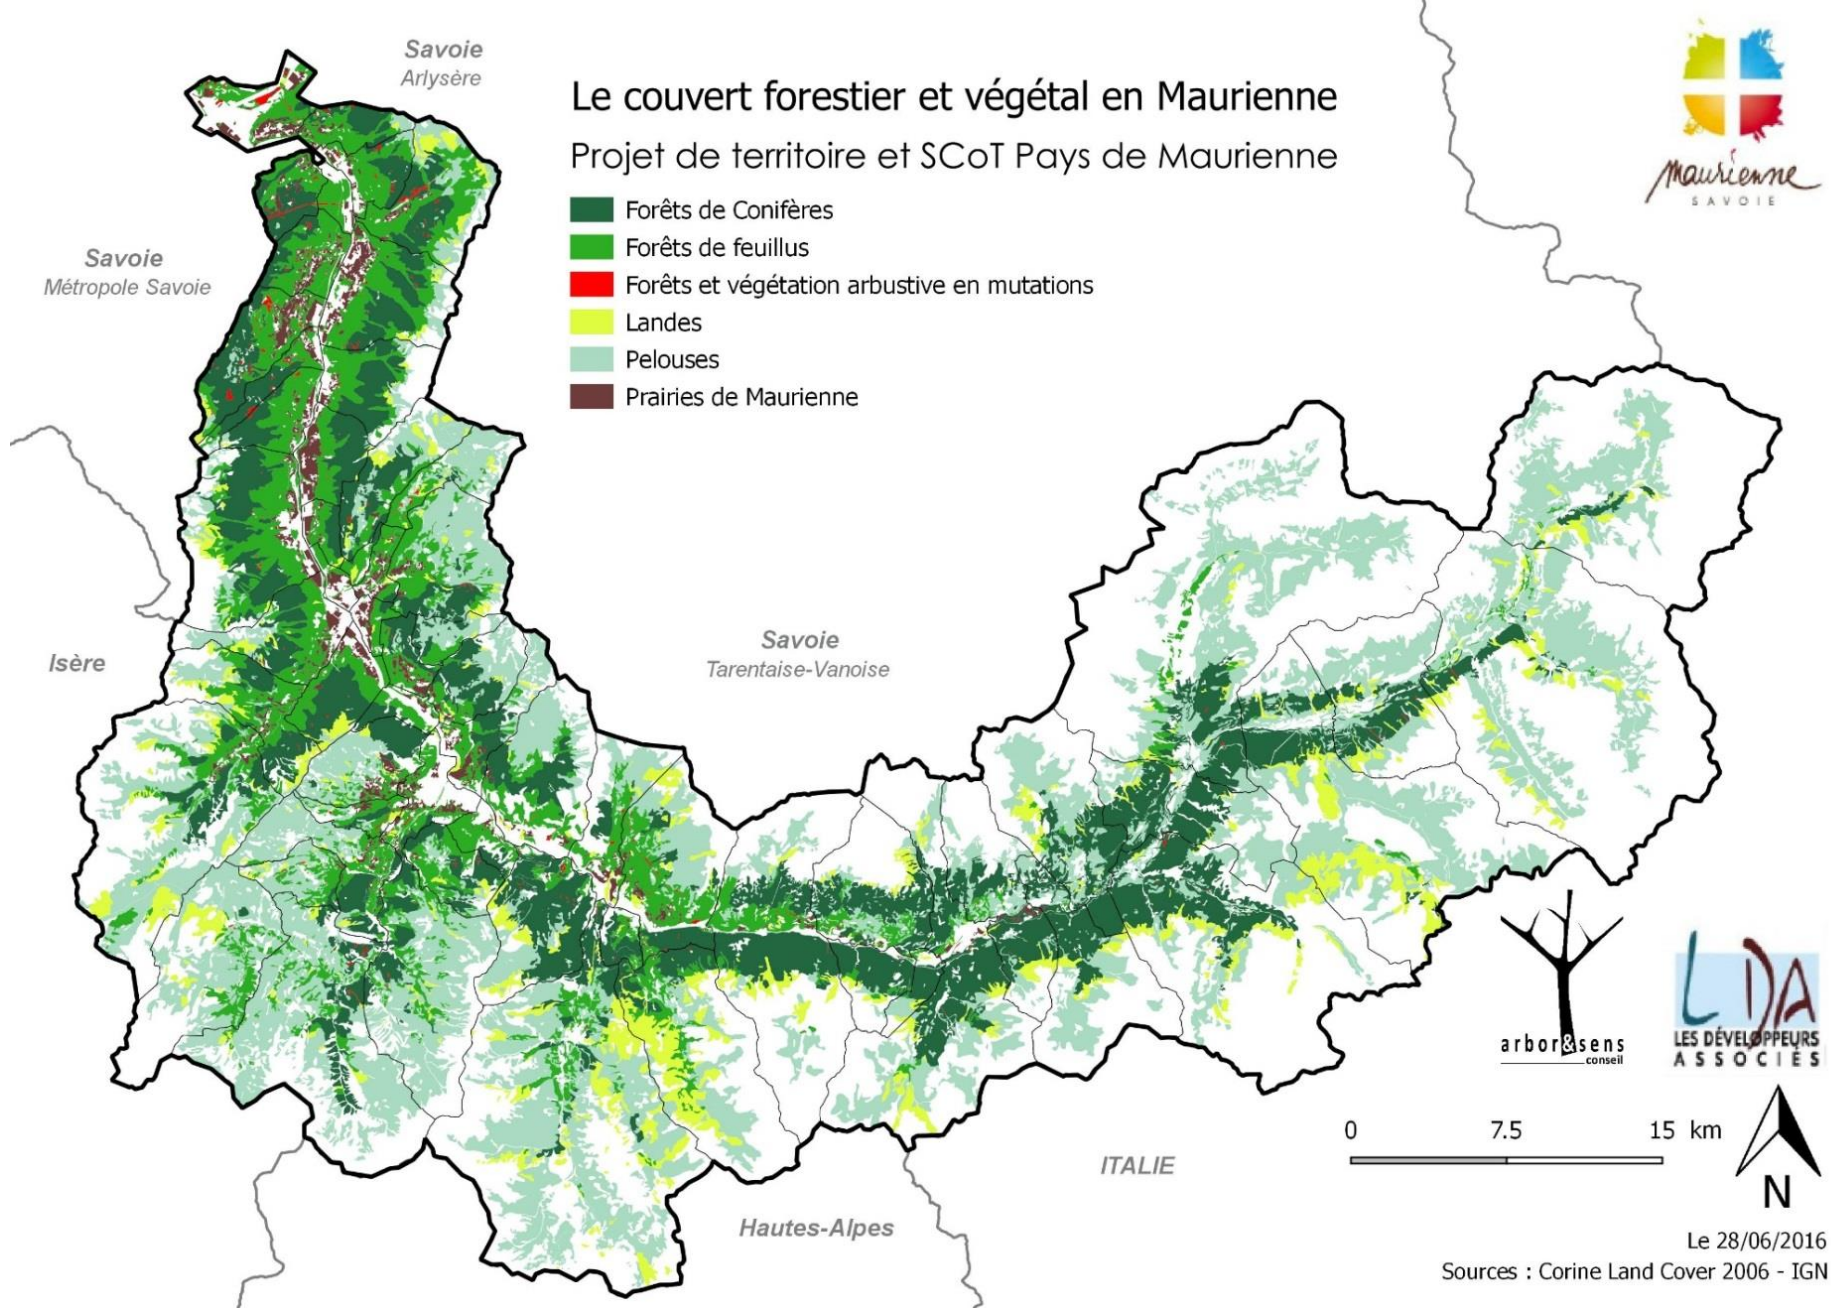 Le couvert forestier et végétal en Maurienne
Projet de territoire et SCoT Pays de Maurienne
Forêts de Conifères
Forêts de feuillus
Forêts et végétation arbustive en mutations
Landes
Pelouses
Prairies de Maurienne
Savoie
Arlysère
Savoie
Métropole Savoie
Isère
Savoie
Tarentaise-Vanoise
Hautes-Alpes
ITALIE
Maurienne
SAVOIE
arbor&sens
conseil
LDA
LES DÉVELOPPEURS
ASSOCIÉS
0 7.5 15 km
N
Le 28/06/2016
Sources : Corine Land Cover 2006 - IGN